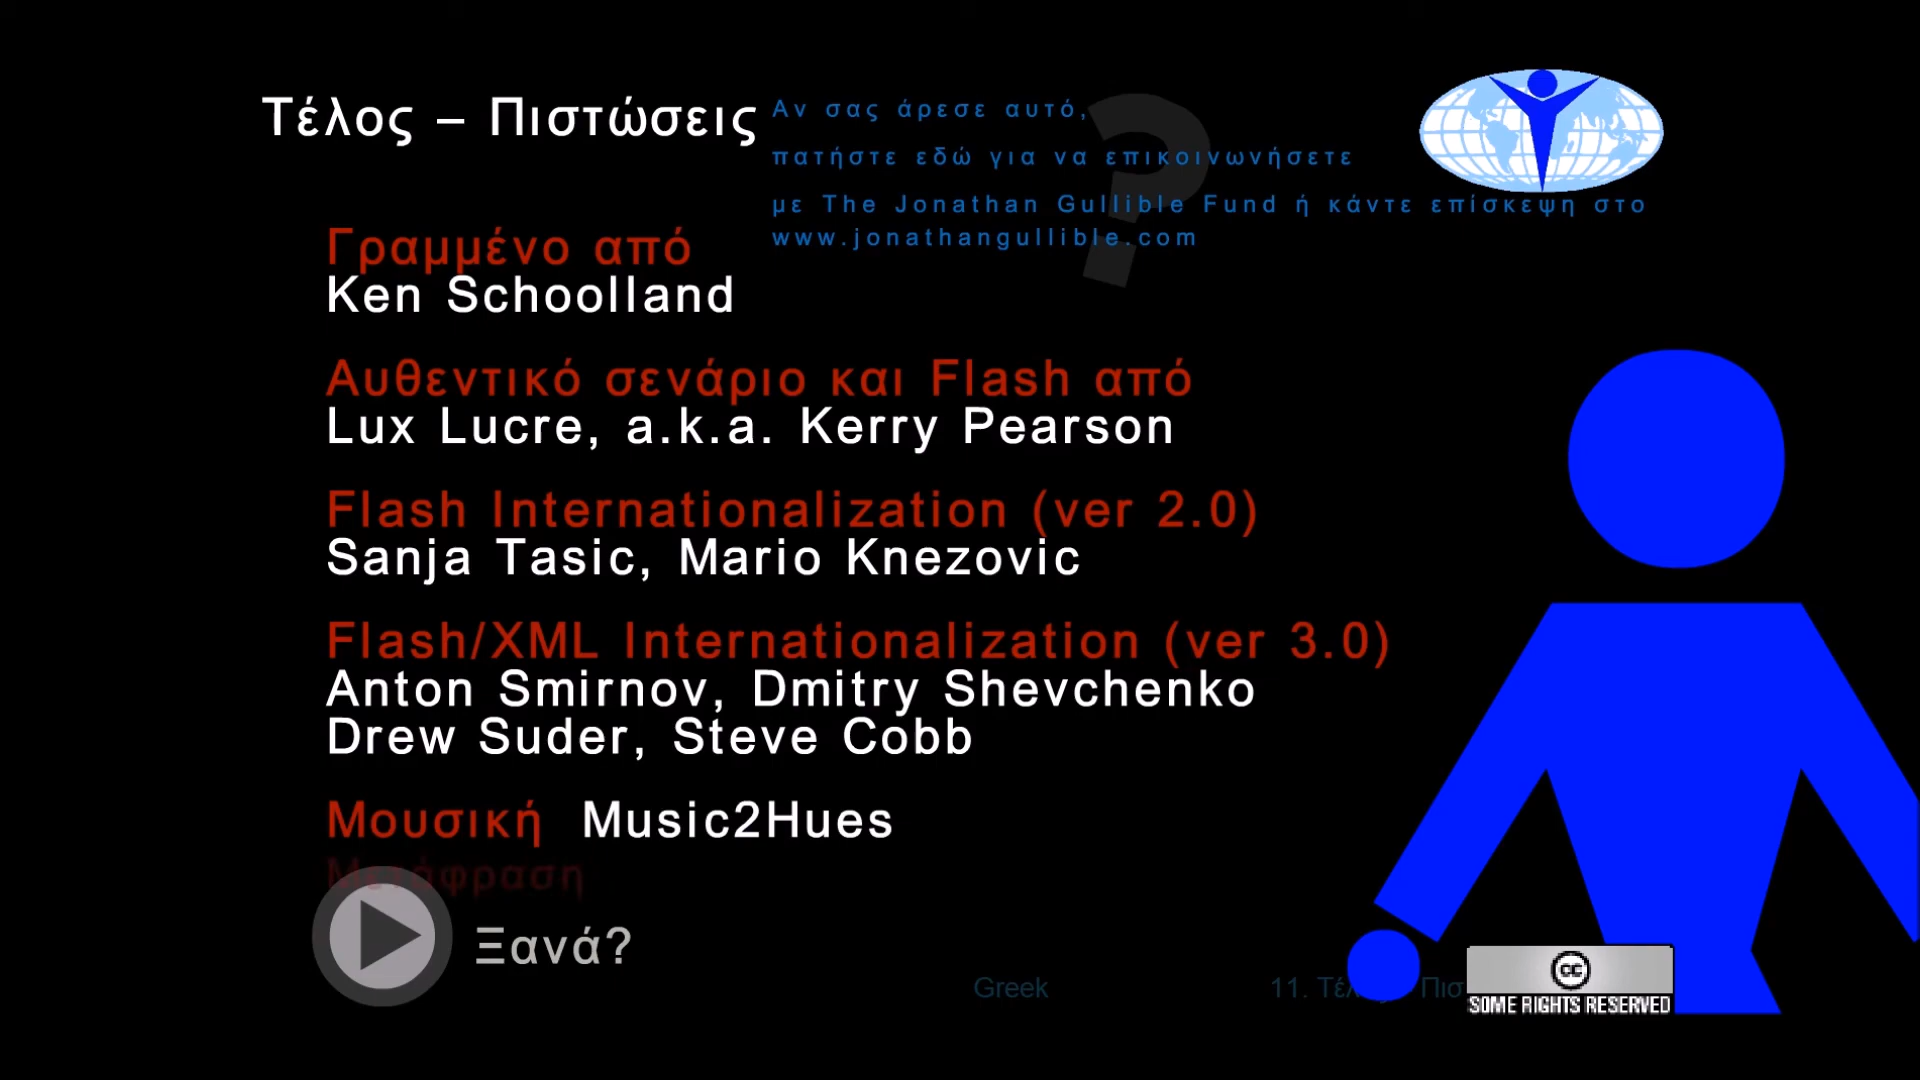 Τέλος – Πιστώσεις
Αν σας άρεσε αυτό,
πατήστε εδώ για να επικοινωνήσετε
με The Jonathan Gullible Fund ή κάντε επίσκεψη στο
www.jonathangullible.com
?
Γραμμένο από
Ken Schoolland
Αυθεντικό σενάριο και Flash από
Lux Lucre, a.k.a. Kerry Pearson
Flash Internationalization (ver 2.0)
Sanja Tasic, Mario Knezovic
Flash/XML Internationalization (ver 3.0)
Anton Smirnov, Dmitry Shevchenko
Drew Suder, Steve Cobb
Μουσική Music2Hues
Μετάφραση
Ξανά?
Greek
11.
cc
SOME RIGHTS RESERVED